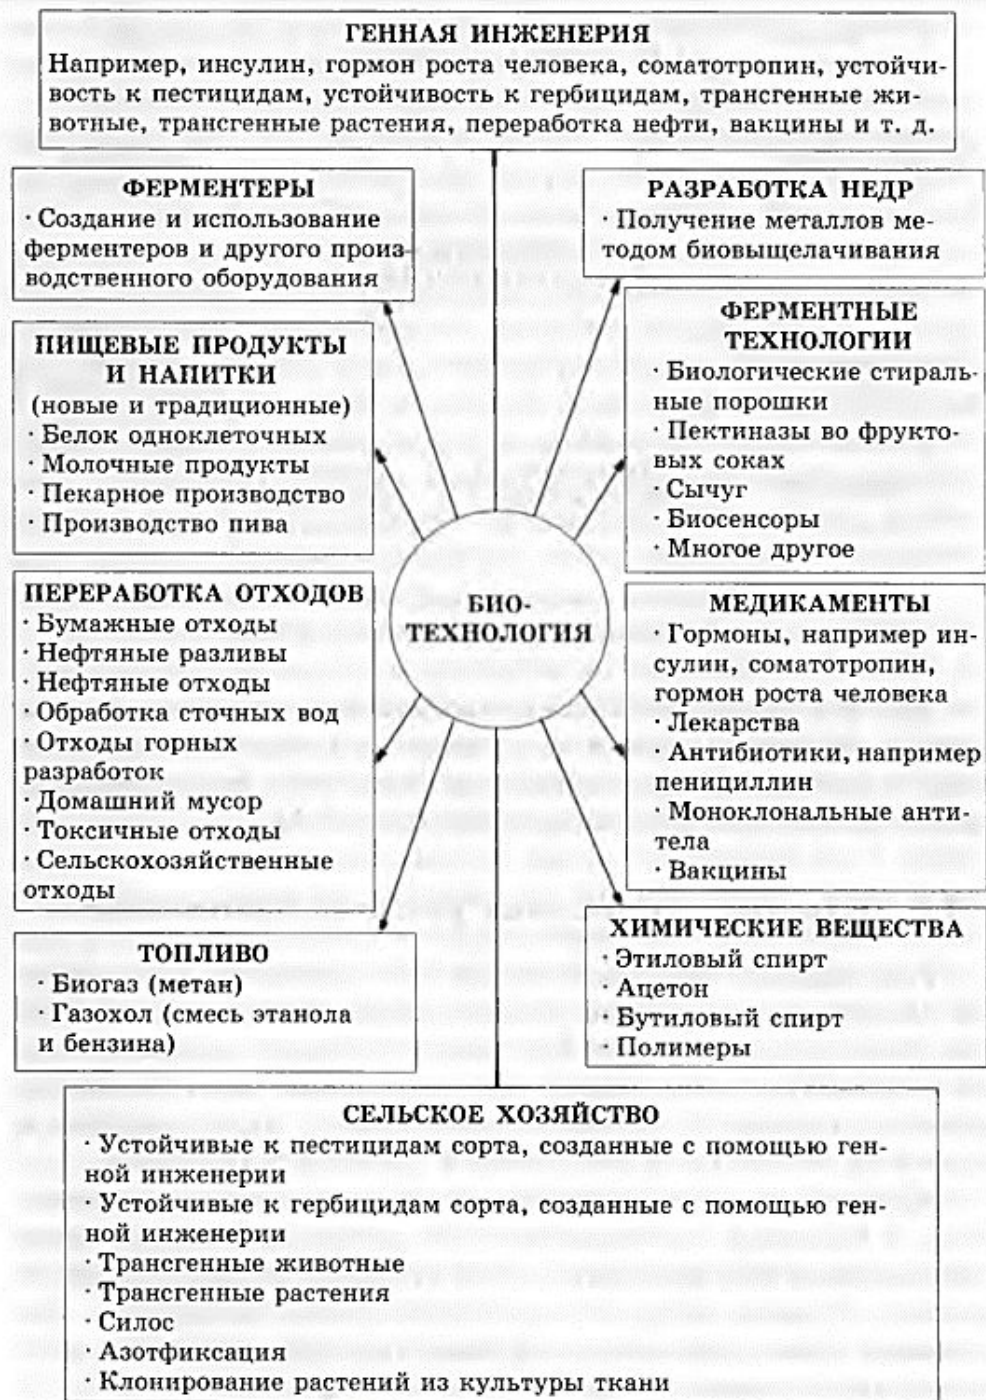 ГЕННАЯ ИНЖЕНЕРИЯ
Например, инсулин, гормон роста человека, соматотропин, устойчи-
вость к пестицидам, устойчивость к гербицидам, трансгенные жи-
вотные, трансгенные растения, переработка нефти, вакцины и т. д.
ФЕРМЕНТЕРЫ
· Создание и использование
ферментеров и другого произ-
водственного оборудования
РАЗРАБОТКА НЕДР
· Получение металлов ме-
тодом биовыщелачивания
ПИЩЕВЫЕ ПРОДУКТЫ
И НАПИТКИ
(новые и традиционные)
· Белок одноклеточных
· Молочные продукты
· Пекарное производство
· Производство пива
ФЕРМЕНТНЫЕ
ТЕХНОЛОГИИ
· Биологические стираль-
ные порошки
· Пектиназы во фрукто-
вых соках
· Сычуг
· Биосенсоры
· Многое другое
БИО-
ТЕХНОЛОГИЯ
ПЕРЕРАБОТКА ОТХОДОВ
· Бумажные отходы
· Нефтяные разливы
· Нефтяные отходы
· Обработка сточных вод
· Отходы горных
разработок
· Домашний мусор
· Токсичные отходы
· Сельскохозяйственные
отходы
МЕДИКАМЕНТЫ
· Гормоны, например ин-
сулин, соматотропин,
гормон роста человека
· Лекарства
· Антибиотики, например
пенициллин
· Моноклональные анти-
тела
· Вакцины
ТОПЛИВО
· Биогаз (метан)
· Газохол (смесь этанола
и бензина)
ХИМИЧЕСКИЕ ВЕЩЕСТВА
· Этиловый спирт
· Ацетон
· Бутиловый спирт
· Полимеры
СЕЛЬСКОЕ ХОЗЯЙСТВО
· Устойчивые к пестицидам сорта, созданные с помощью ген-
ной инженерии
· Устойчивые к гербицидам сорта, созданные с помощью ген-
ной инженерии
· Трансгенные животные
· Трансгенные растения
· Силос
· Азотфиксация
· Клонирование растений из культуры ткани